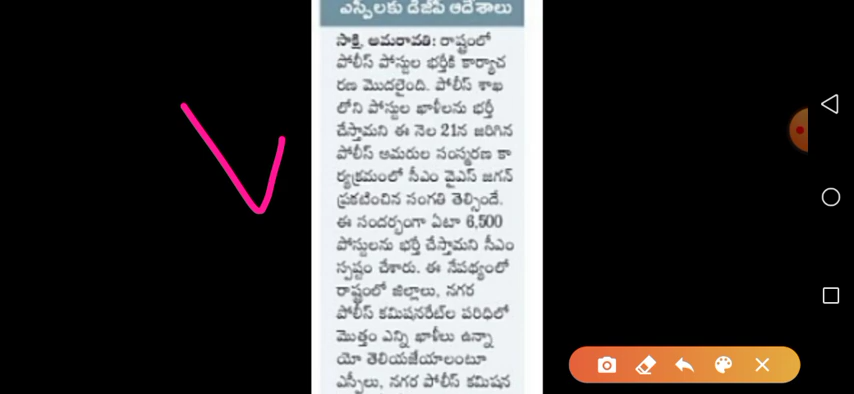 ఎస్పీలకు డీజీపీ ఆదేశాలు
సాక్షి, అమరావతి: రాష్ట్రంలో
పోలీస్ పోస్టుల భర్తీకి కార్యాచ
రణ మొదలైంది. పోలీస్ శాఖ
లోని పోస్టుల ఖాళీలను భర్తీ
చేస్తామని ఈ నెల 21న జరిగిన
పోలీస్ అమరుల సంస్మరణ కా
ర్యక్రమంలో సీఎం వైఎస్ జగన్
ప్రకటించిన సంగతి తెల్సిందే.
ఈ సందర్భంగా ఏటా 6,500
పోస్టులను భర్తీ చేస్తామని సీఎం
స్పష్టం చేశారు. ఈ నేపథ్యంలో
రాష్ట్రంలో జిల్లాలు, నగర
పోలీస్ కమిషనరేట్‌ల పరిధిలో
మొత్తం ఎన్ని ఖాళీలు ఉన్నా
యో తెలియజేయాలంటూ
ఎస్పీలు, నగర పోలీస్ కమిషన